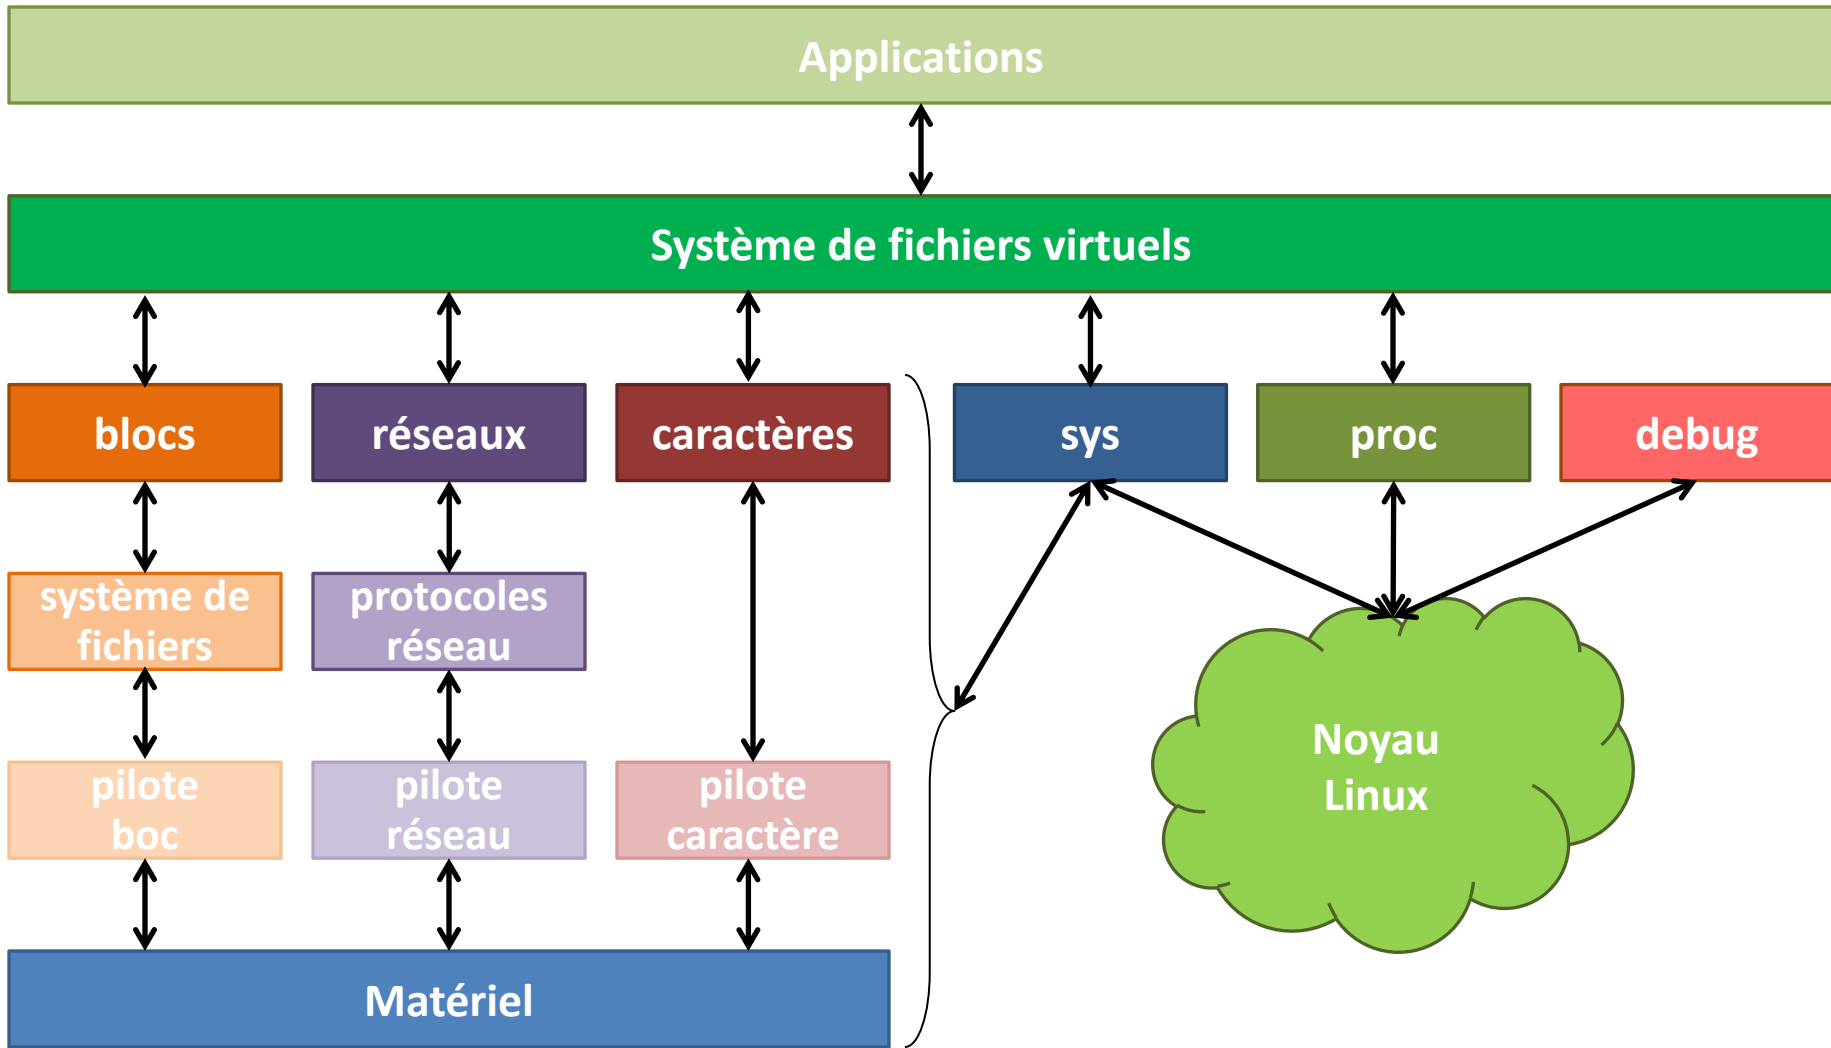 Applications
Système de fichiers virtuels
blocs
réseaux
caractères
sys
proc
debug
système de
fichiers
protocoles
réseau
pilote
boc
pilote
réseau
pilote
caractère
Noyau
Linux
Matériel